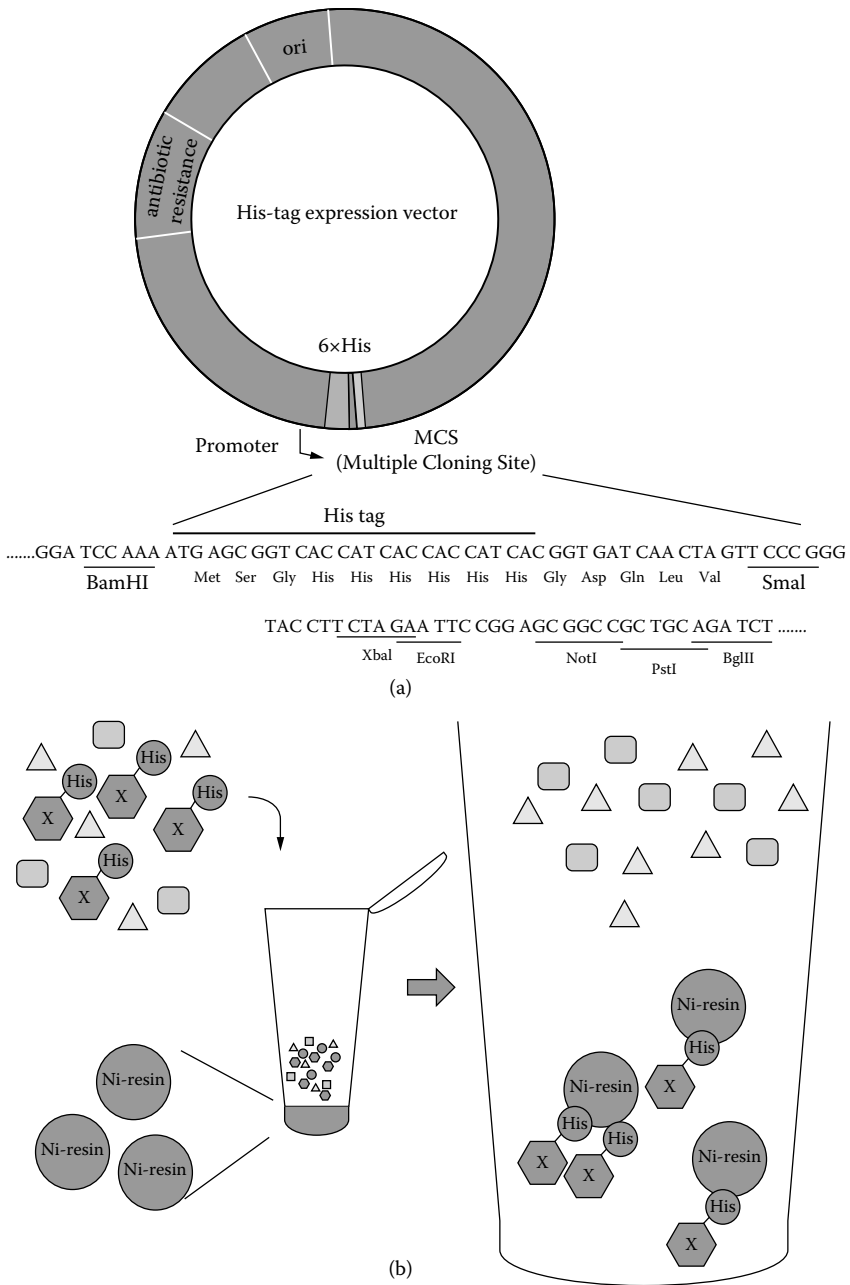 ori
antibiotic
resistance
His-tag expression vector
6×His
Promoter
MCS
(Multiple Cloning Site)
His tag
.......GGA TCC AAA ATG AGC GGT CAC CAT CAC CAC CAT CAC GGT GAT CAA CTA GTT CCC GGG
BamHI Met Ser Gly His His His His His His Gly Asp Gln Leu Val SmaI
TAC CTT CTA GAA TTC CGG AGC GGC CGC TGC AGA TCT .......
XbaI EcoRI NotI PstI BglII
(a)
His
His
X
X
His
X
His
X
Ni-resin
Ni-resin
Ni-resin
Ni-resin
His
X
Ni-resin
His
His
X
X
Ni-resin
His
X
(b)